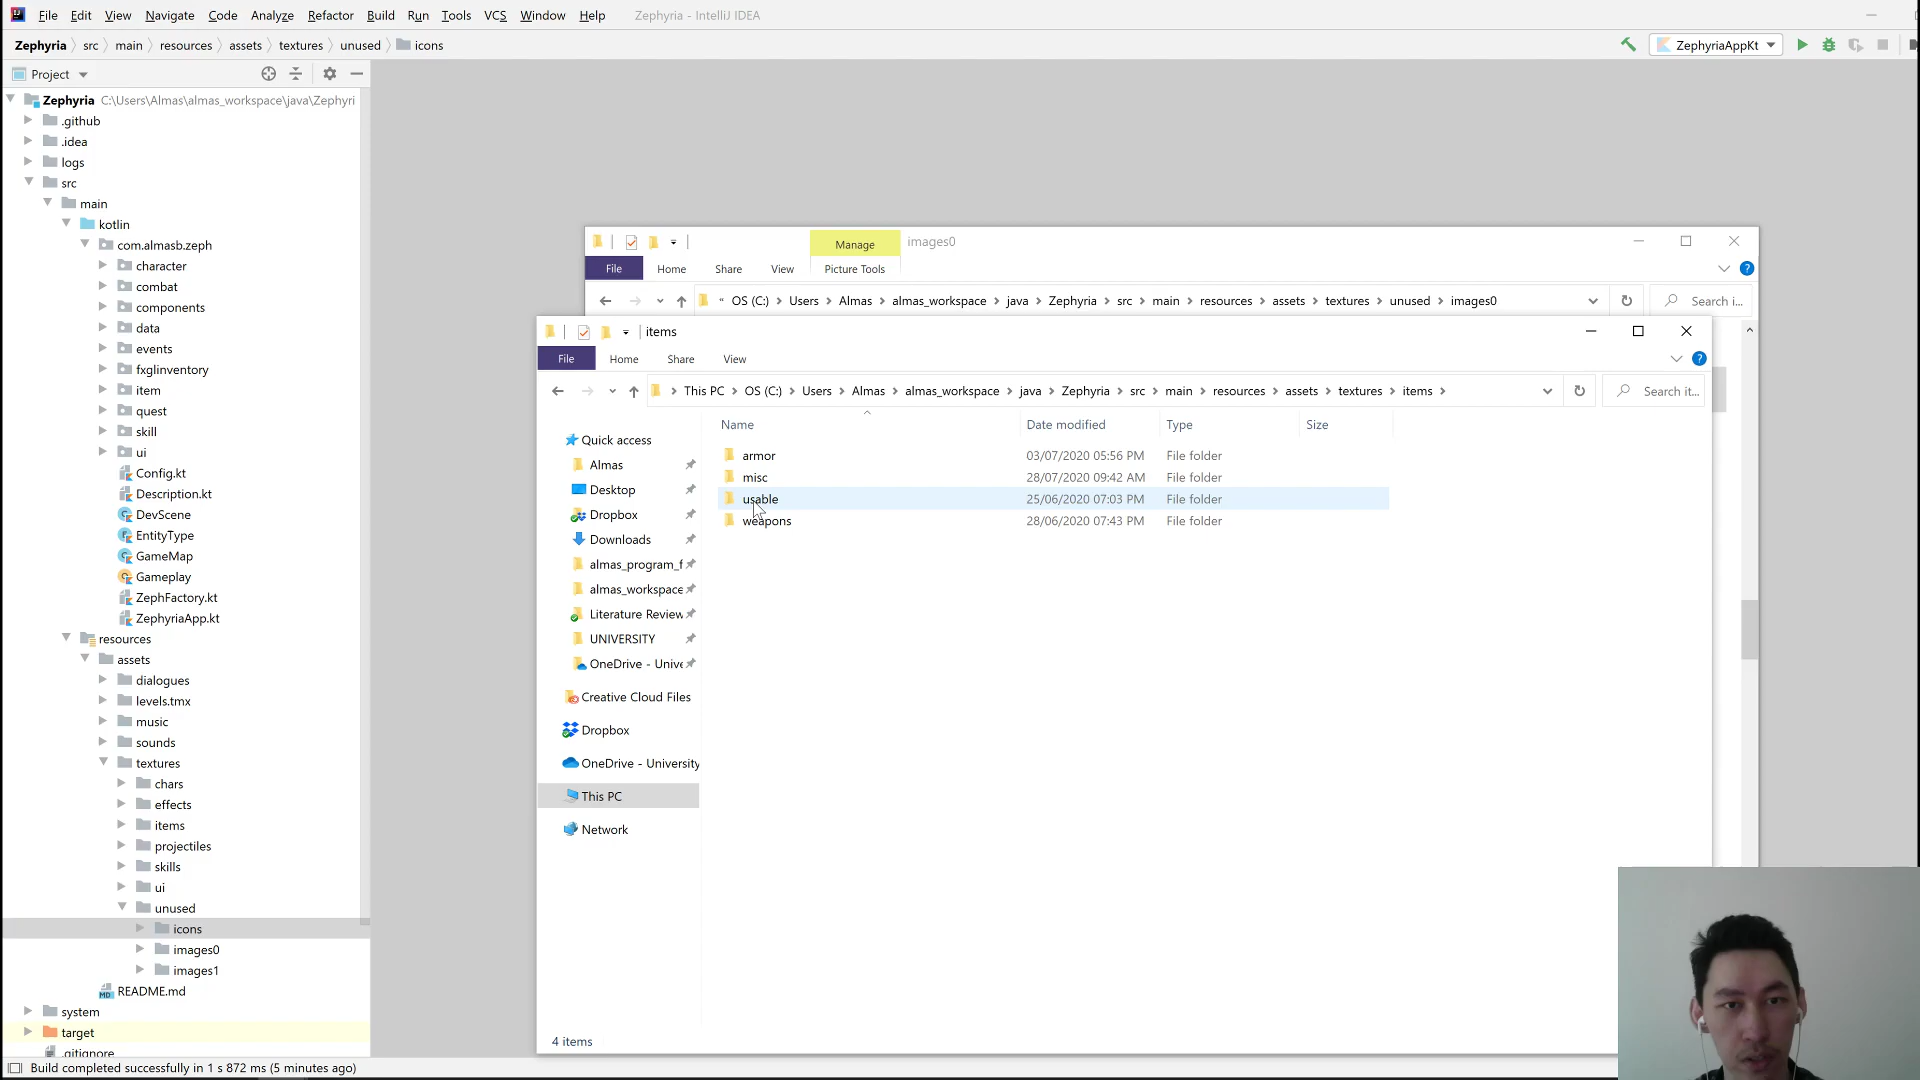 File Edit View Navigate Code Analyze Refactor Build Run Tools VCS Window Help Zephyria - IntelliJ IDEA
Zephyria src main resources assets textures unused icons
ZephyriaAppKt
Project
Zephyria C:\Users\Almas\almas_workspace\java\Zephyri
.github
.idea
logs
src
main
kotlin
com.almasb.zeph
character
combat
components
data
events
fxglinventory
item
quest
skill
ui
Config.kt
Description.kt
DevScene
EntityType
GameMap
Gameplay
ZephFactory.kt
ZephyriaApp.kt
resources
assets
dialogues
levels.tmx
music
sounds
textures
chars
effects
items
projectiles
skills
ui
unused
icons
images0
images1
README.md
system
target
.gitignore
Build completed successfully in 1 s 872 ms (5 minutes ago)
Manage images0
File Home Share View Picture Tools
« OS (C:) Users Almas almas_workspace java Zephyria src main resources assets textures unused images0 Search i...
items
File Home Share View
This PC OS (C:) Users Almas almas_workspace java Zephyria src main resources assets textures items Search it...
Name Date modified Type Size
armor 03/07/2020 05:56 PM File folder
misc 28/07/2020 09:42 AM File folder
usable 25/06/2020 07:03 PM File folder
weapons 28/06/2020 07:43 PM File folder
Quick access
Almas
Desktop
Dropbox
Downloads
almas_program_f
almas_workspace
Literature Review
UNIVERSITY
OneDrive - Unive
Creative Cloud Files
Dropbox
OneDrive - University
This PC
Network
4 items